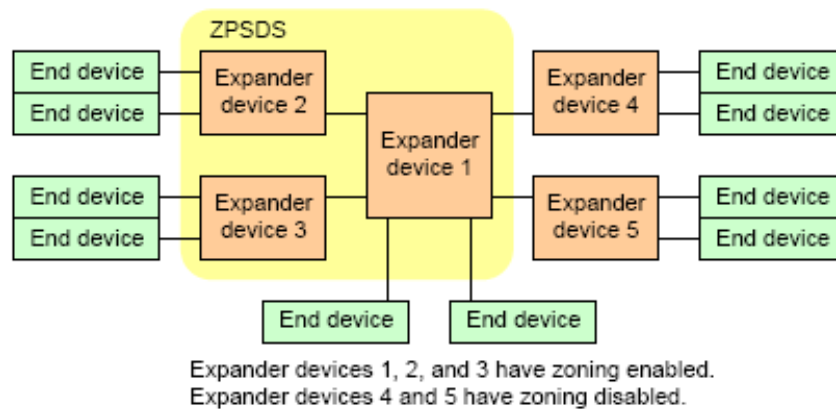 ZPSDS
End device
End device
Expander
device 2
Expander
device 4
End device
End device
Expander
device 1
End device
End device
Expander
device 3
Expander
device 5
End device
End device
End device
End device
Expander devices 1, 2, and 3 have zoning enabled.
Expander devices 4 and 5 have zoning disabled.